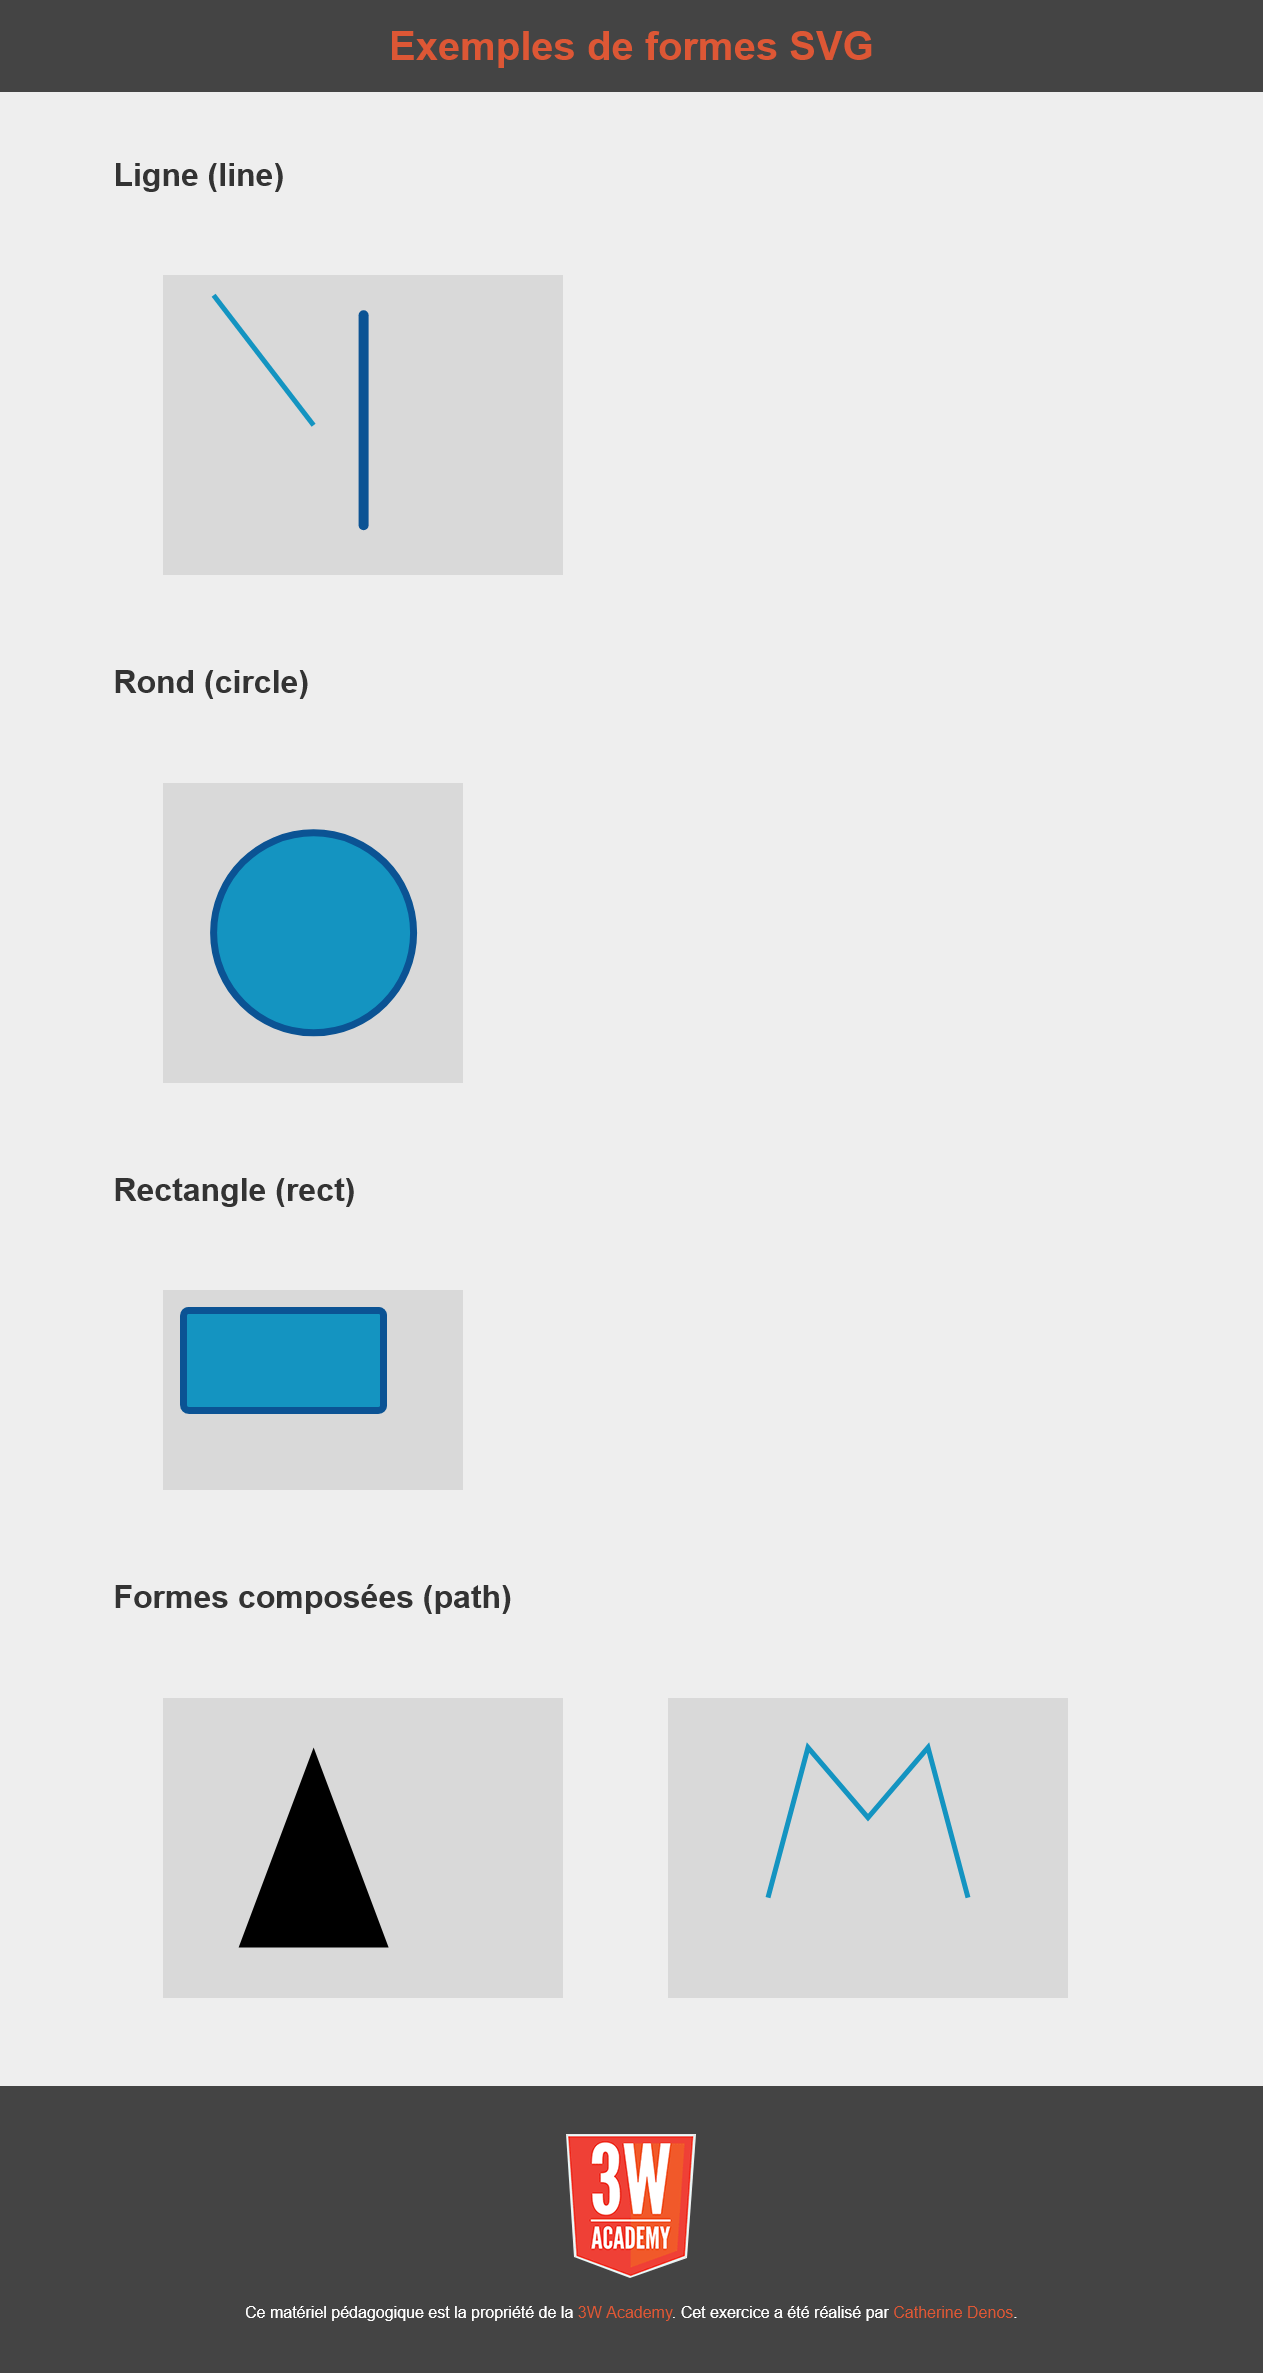 Exemples de formes SVG
Ligne (line)
Rond (circle)
Rectangle (rect)
Formes composées (path)
3W
ACADEMY
Ce matériel pédagogique est la propriété de la 3W Academy. Cet exercice a été réalisé par Catherine Denos.